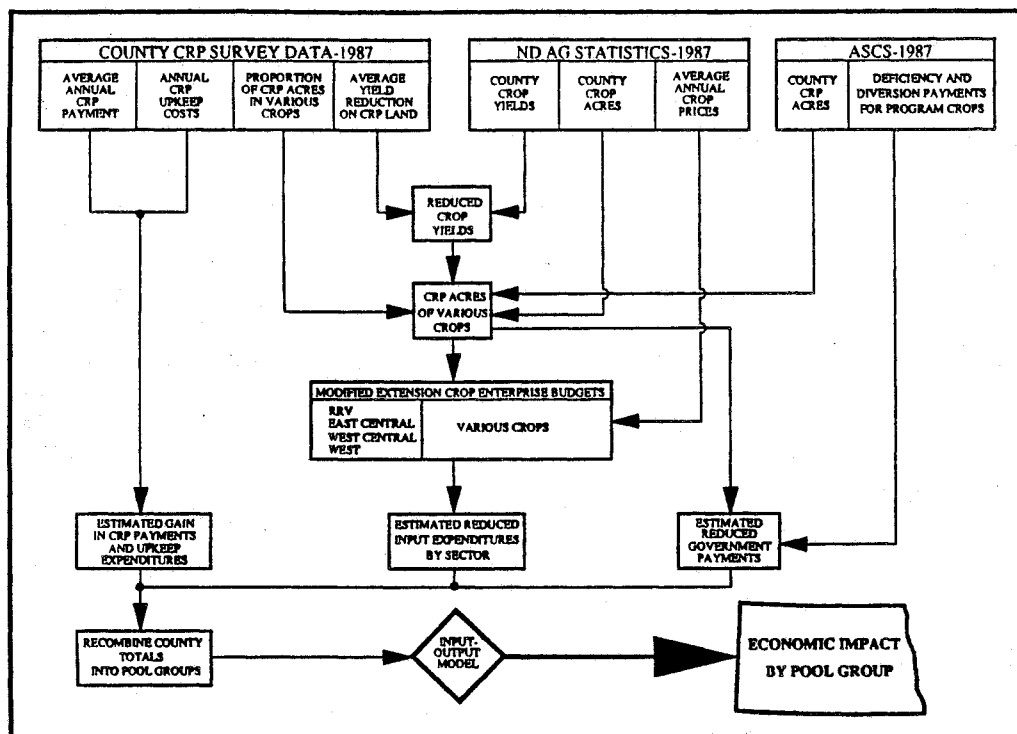 COUNTY CRP SURVEY DATA-1987
AVERAGE
ANNUAL
CRP
PAYMENT
ANNUAL
CRP
UPKEEP
COSTS
PROPORTION
OF CRP ACRES
IN VARIOUS
CROPS
AVERAGE
YIELD
REDUCTION
ON CRP LAND
ND AG STATISTICS-1987
COUNTY
CROP
YIELDS
COUNTY
CROP
ACRES
AVERAGE
ANNUAL
CROP
PRICES
ASCS-1987
COUNTY
CRP
ACRES
DEFICIENCY AND
DIVERSION PAYMENTS
FOR PROGRAM CROPS
REDUCED
CROP
YIELDS
CRP ACRES
OF VARIOUS
CROPS
MODIFIED EXTENSION CROP ENTERPRISE BUDGETS
RRV
EAST CENTRAL
WEST CENTRAL
WEST
VARIOUS CROPS
ESTIMATED GAIN
IN CRP PAYMENTS
AND UPKEEP
EXPENDITURES
ESTIMATED REDUCED
INPUT EXPENDITURES
BY SECTOR
ESTIMATED
REDUCED
GOVERNMENT
PAYMENTS
RECOMBINE COUNTY
TOTALS
INTO POOL GROUPS
INPUT-
OUTPUT
MODEL
ECONOMIC IMPACT
BY POOL GROUP